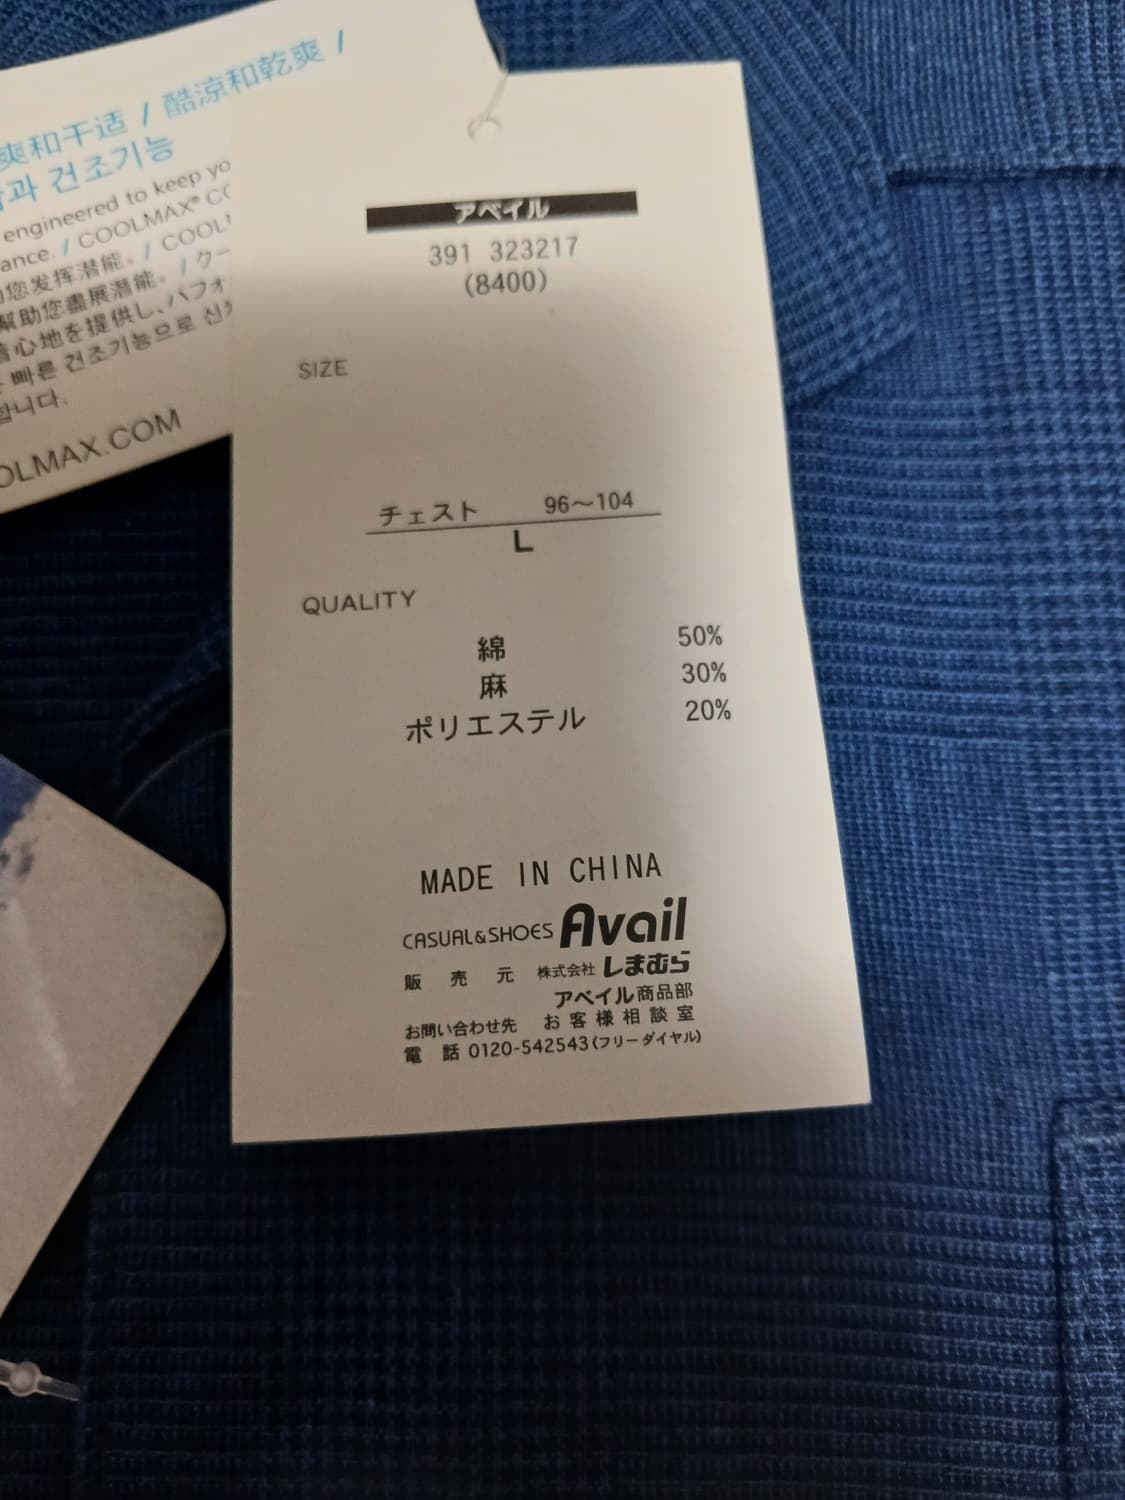 爽和干适 / 酷涼和乾爽 /
과 건조기능
engineered to keep
ance. / COOLMAX®
您发挥潜能。/ COOL
幫助您盡展潜能。/ クー
着心地を提供し、パフォ
빠른 건조기능으로
합니다.
OLMAX.COM
アベイル
391 323217
(8400)
SIZE
チェスト 96～104
L
QUALITY
綿 50%
麻 30%
ポリエステル 20%
MADE IN CHINA
CASUAL&SHOES Avail
販売元 株式会社 しまむら
アベイル商品部
お問い合わせ先 お客様相談室
電話 0120-542543(フリーダイヤル)